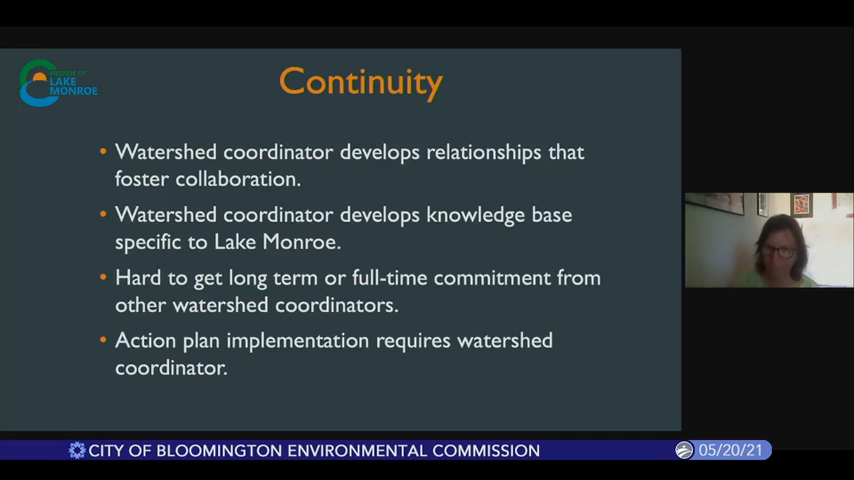 FRIENDS OF
LAKE
MONROE
Continuity
• Watershed coordinator develops relationships that
foster collaboration.
• Watershed coordinator develops knowledge base
specific to Lake Monroe.
• Hard to get long term or full-time commitment from
other watershed coordinators.
• Action plan implementation requires watershed
coordinator.
CITY OF BLOOMINGTON ENVIRONMENTAL COMMISSION
05/20/21